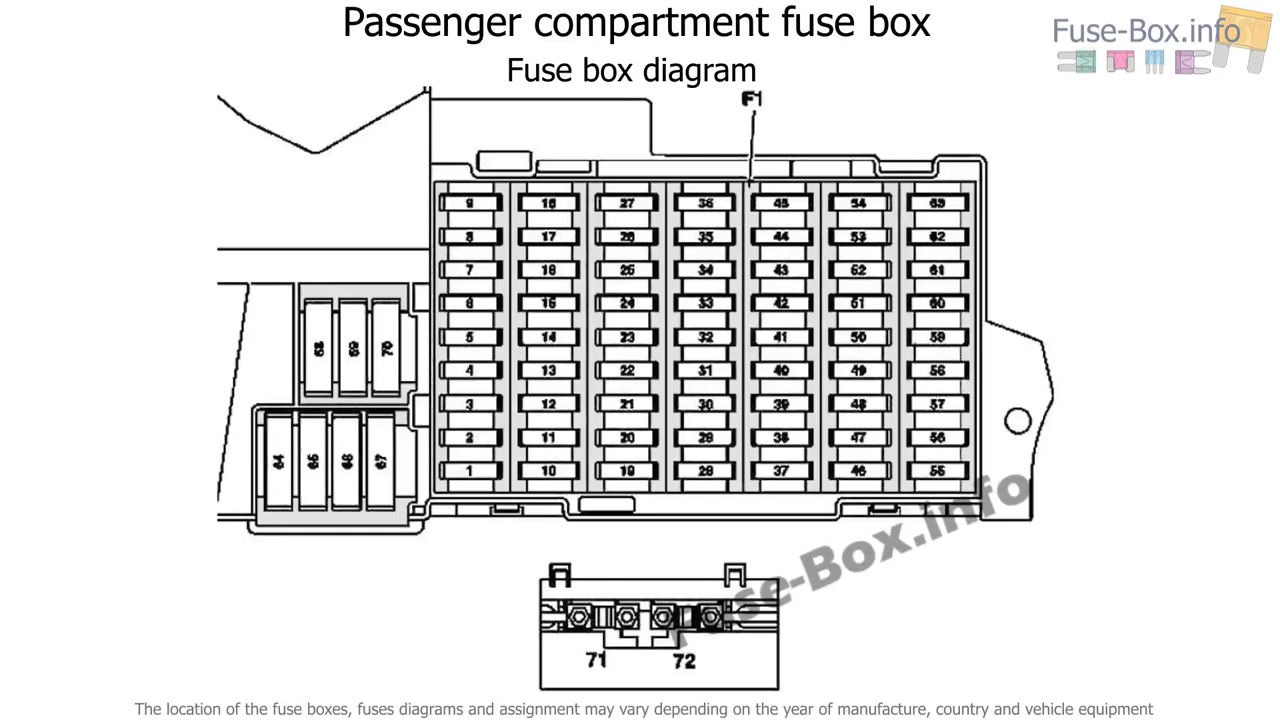 Passenger compartment fuse box
Fuse-Box.info
Fuse box diagram
F1
9 18 27 36 45 54 63
8 17 26 35 44 53 62
7 16 25 34 43 52 61
6 15 24 33 42 51 60
5 14 23 32 41 50 59
4 13 22 31 40 49 58
3 12 21 30 39 48 57
2 11 20 29 38 47 56
1 10 19 28 37 46 55
68 69 70
64 65 66 67
Fuse-Box.info
71 72
The location of the fuse boxes, fuses diagrams and assignment may vary depending on the year of manufacture, country and vehicle equipment